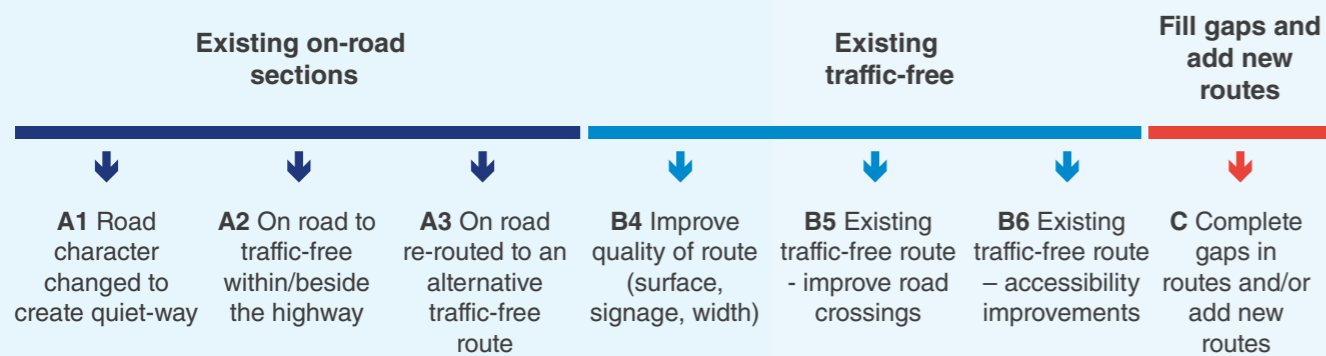 Existing on-road
sections
Existing
traffic-free
Fill gaps and
add new
routes
A1 Road
character
changed to
create quiet-way
A2 On road to
traffic-free
within/beside
the highway
A3 On road
re-routed to an
alternative
traffic-free
route
B4 Improve
quality of route
(surface,
signage, width)
B5 Existing
traffic-free route
- improve road
crossings
B6 Existing
traffic-free route
– accessibility
improvements
C Complete
gaps in
routes and/or
add new
routes